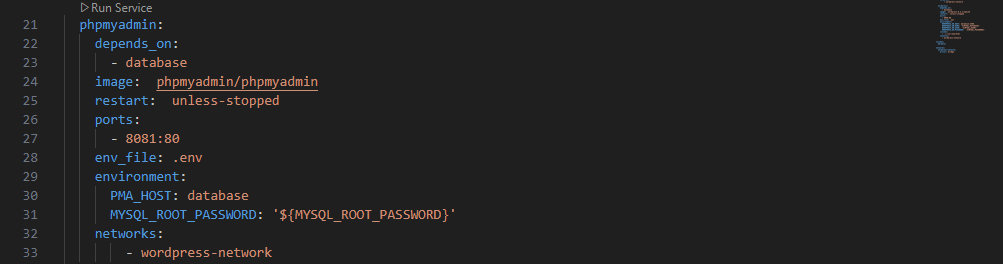 Run Service
21 phpmyadmin:
22 depends_on:
23 - database
24 image:  phpmyadmin/phpmyadmin
25 restart:  unless-stopped
26 ports:
27 - 8081:80
28 env_file: .env
29 environment:
30 PMA_HOST: database
31 MYSQL_ROOT_PASSWORD: '${MYSQL_ROOT_PASSWORD}'
32 networks:
33 - wordpress-network